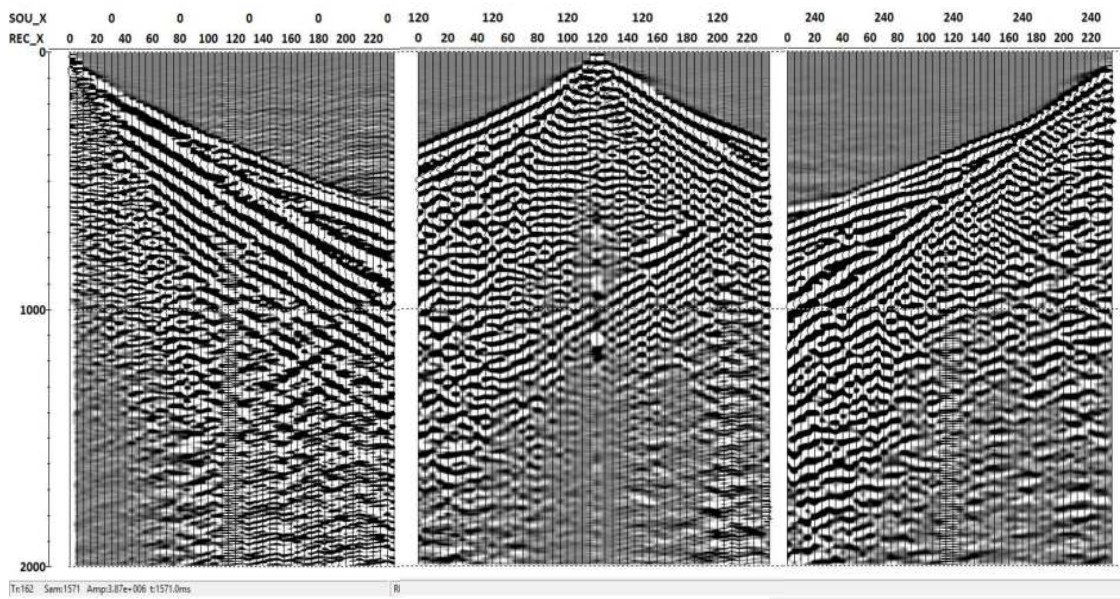 SOU_X 0 0 0 0 0 120 120 120 120 120 240 240 240 240 240
REC_X 0 20 40 60 80 100 120 140 160 180 200 220 0 20 40 60 80 100 120 140 160 180 200 220 0 20 40 60 80 100 120 140 160 180 200 220
0
1000
2000
Tr:162 Sam:1571 Amp:3.87e+006 t:1571.0ms RI